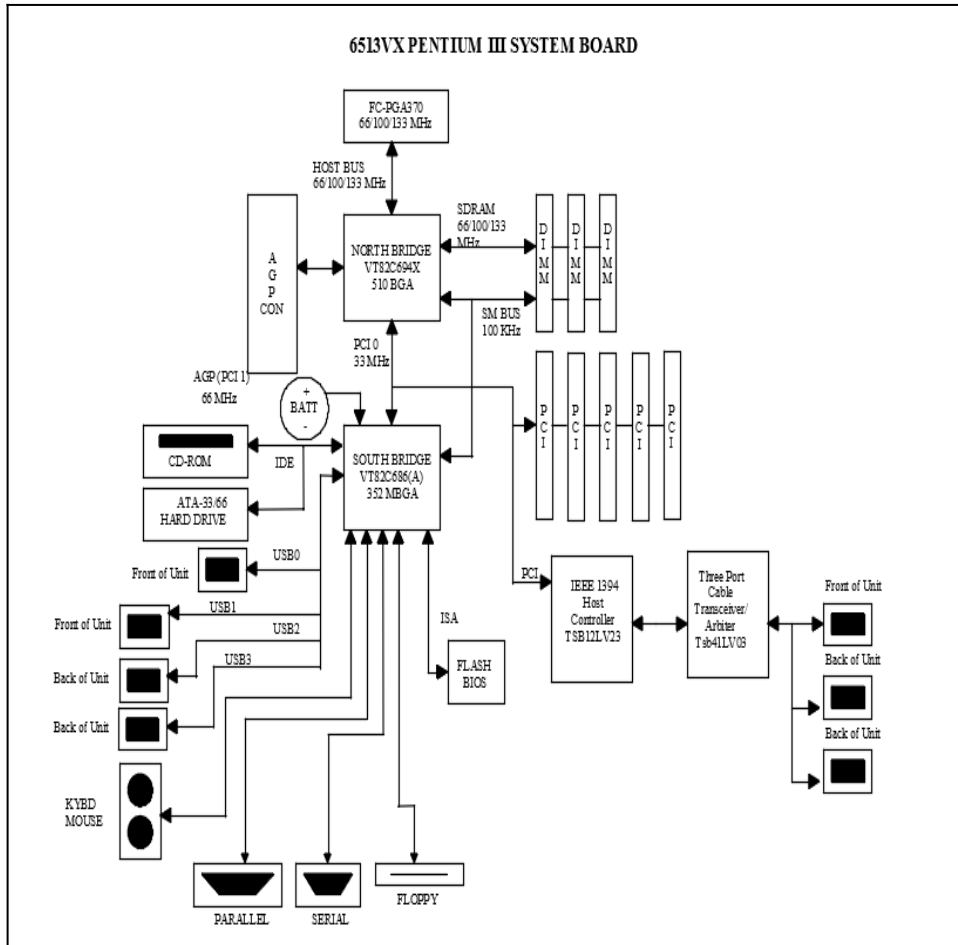 6513VX PENTIUM III SYSTEM BOARD
FC-PGA370
66/100/133 MHz
HOST BUS
66/100/133 MHz
SDRAM
66/100/133
MHz
A
G
P
CON
NORTH BRIDGE
VT82C694X
510 BGA
D
I
M
M
D
I
M
M
D
I
M
M
SM BUS
100 KHz
PCI 0
33 MHz
AGP (PCI 1)
66 MHz
+
BATT
-
P
C
I
P
C
I
P
C
I
P
C
I
P
C
I
CD-ROM
IDE
SOUTH BRIDGE
VT82C686(A)
352 MBGA
ATA-33/66
HARD DRIVE
USB0
Front of Unit
USB1
Front of Unit
USB2
Back of Unit
USB3
Back of Unit
ISA
FLASH
BIOS
PCI
IEEE 1394
Host
Controller
TSB12LV23
Three Port
Cable
Transceiver/
Arbiter
Tsb41LV03
Front of Unit
Back of Unit
Back of Unit
KYBD
MOUSE
PARALLEL
SERIAL
FLOPPY